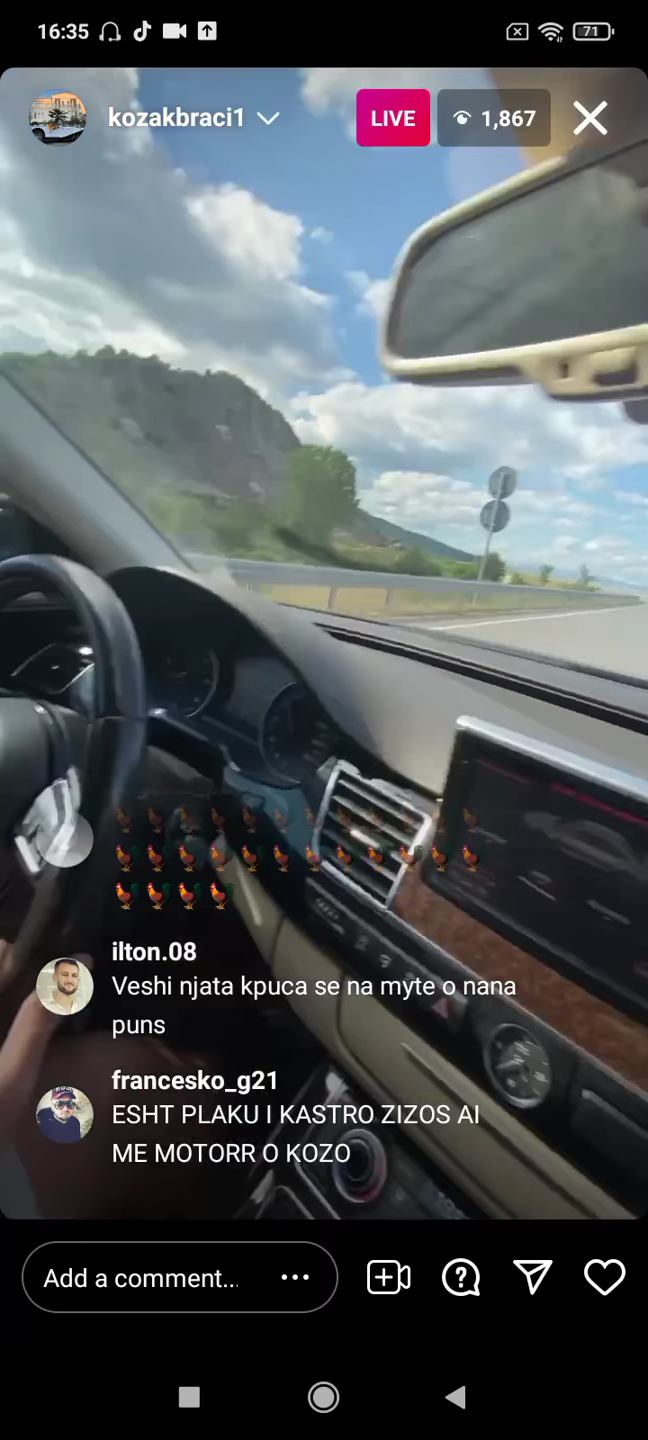 16:35
71
kozakbraci1
LIVE
1,867
ilton.08
Veshi njata kpuca se na myte o nana
puns
francesko_g21
ESHT PLAKU I KASTRO ZIZOS AI
ME MOTORR O KOZO
Add a comment...